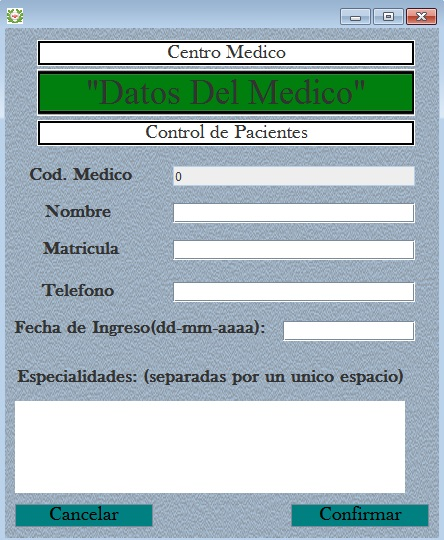 Centro Medico
"Datos Del Medico"
Control de Pacientes
Cod. Medico 0
Nombre
Matricula
Telefono
Fecha de Ingreso(dd-mm-aaaa):
Especialidades: (separadas por un unico espacio)
Cancelar Confirmar